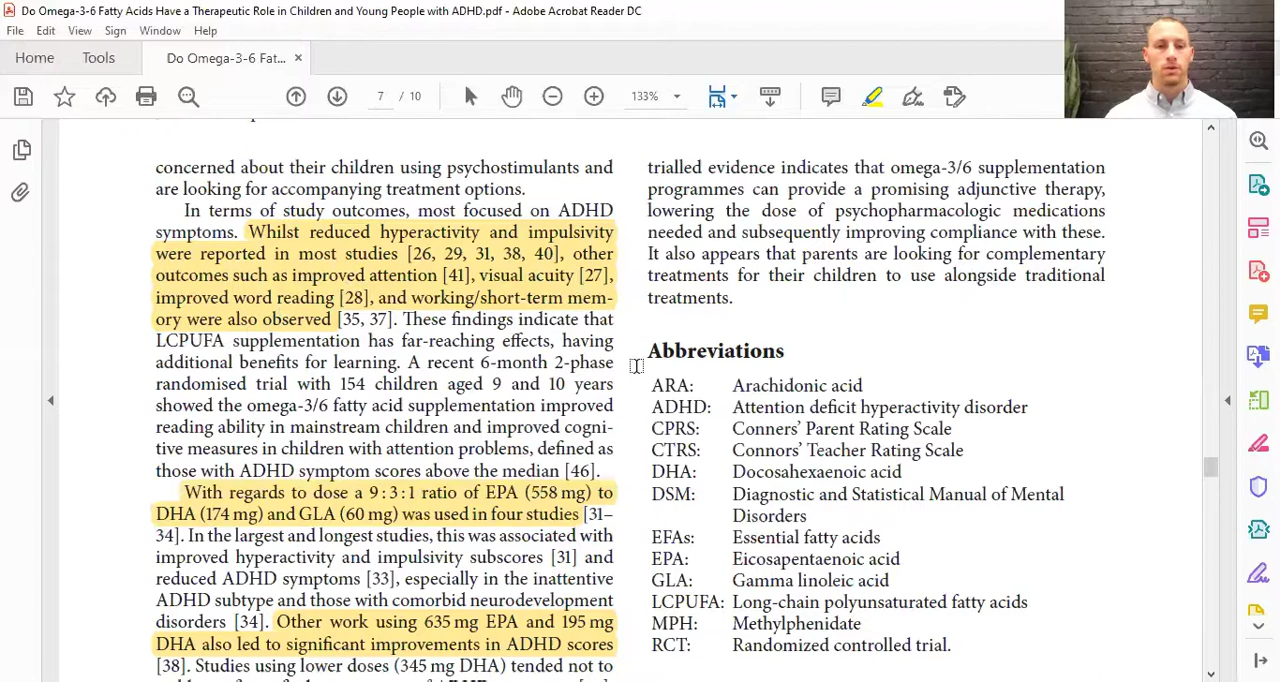 Do Omega-3-6 Fatty Acids Have a Therapeutic Role in Children and Young People with ADHD.pdf - Adobe Acrobat Reader DC
File Edit View Sign Window Help
Home Tools Do Omega-3-6 Fat... ×
7 / 10 133%
concerned about their children using psychostimulants and
are looking for accompanying treatment options.
In terms of study outcomes, most focused on ADHD
symptoms. Whilst reduced hyperactivity and impulsivity
were reported in most studies [26, 29, 31, 38, 40], other
outcomes such as improved attention [41], visual acuity [27],
improved word reading [28], and working/short-term mem-
ory were also observed [35, 37]. These findings indicate that
LCPUFA supplementation has far-reaching effects, having
additional benefits for learning. A recent 6-month 2-phase
randomised trial with 154 children aged 9 and 10 years
showed the omega-3/6 fatty acid supplementation improved
reading ability in mainstream children and improved cogni-
tive measures in children with attention problems, defined as
those with ADHD symptom scores above the median [46].
With regards to dose a 9 : 3 : 1 ratio of EPA (558 mg) to
DHA (174 mg) and GLA (60 mg) was used in four studies [31–
34]. In the largest and longest studies, this was associated with
improved hyperactivity and impulsivity subscores [31] and
reduced ADHD symptoms [33], especially in the inattentive
ADHD subtype and those with comorbid neurodevelopment
disorders [34]. Other work using 635 mg EPA and 195 mg
DHA also led to significant improvements in ADHD scores
[38]. Studies using lower doses (345 mg DHA) tended not to
trialled evidence indicates that omega-3/6 supplementation
programmes can provide a promising adjunctive therapy,
lowering the dose of psychopharmacologic medications
needed and subsequently improving compliance with these.
It also appears that parents are looking for complementary
treatments for their children to use alongside traditional
treatments.
Abbreviations
ARA: Arachidonic acid
ADHD: Attention deficit hyperactivity disorder
CPRS: Conners' Parent Rating Scale
CTRS: Connors' Teacher Rating Scale
DHA: Docosahexaenoic acid
DSM: Diagnostic and Statistical Manual of Mental
Disorders
EFAs: Essential fatty acids
EPA: Eicosapentaenoic acid
GLA: Gamma linoleic acid
LCPUFA: Long-chain polyunsaturated fatty acids
MPH: Methylphenidate
RCT: Randomized controlled trial.